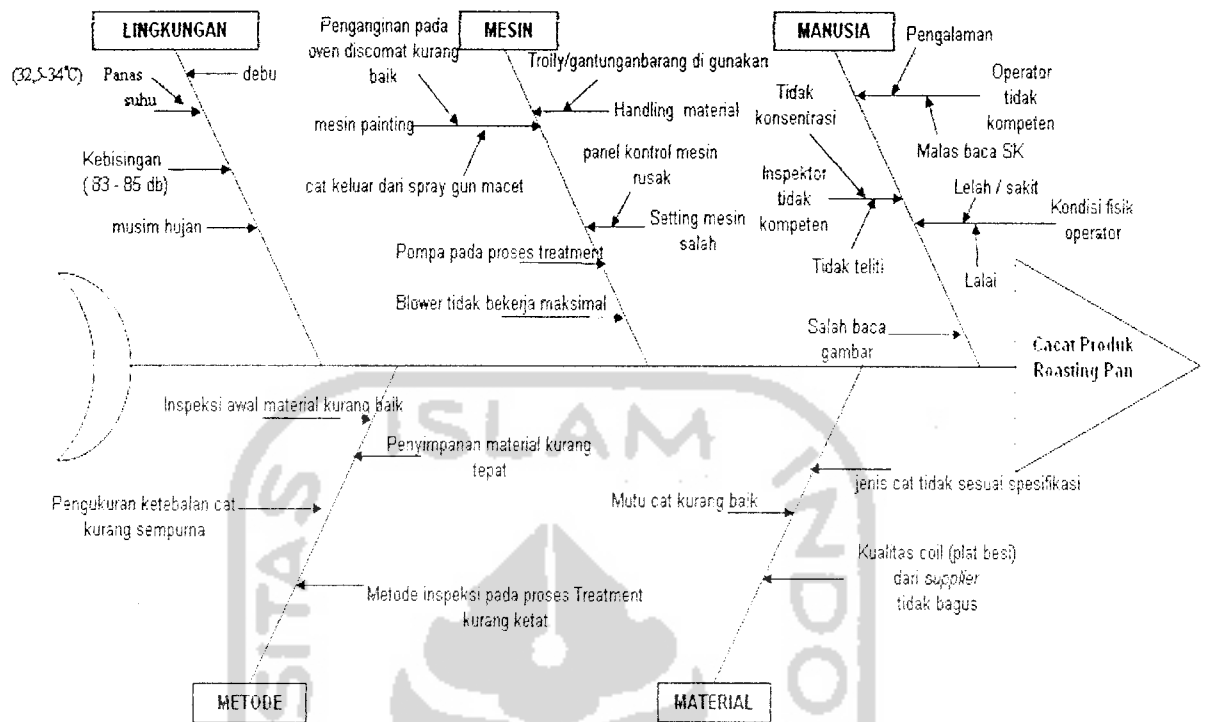 LINGKUNGAN
(32,5-34°C)
Panas
suhu
debu
Kebisingan
( 83 - 85 db)
musim hujan
MESIN
Penganginan pada
oven discomat kurang
baik
Troily/gantunganbarang di gunakan
Handling material
mesin painting
cat keluar dari spray gun macet
panel kontrol mesin
rusak
Setting mesin
salah
Pompa pada proses treatment
Blower tidak bekerja maksimal
MANUSIA
Pengalaman
Operator
tidak
kompeten
Malas baca SK
Tidak
konsentrasi
Inspektor
tidak
kompeten
Tidak teliti
Lelah / sakit
Kondisi fisik
operator
Lalai
Salah baca
gambar
Cacat Produk
Roasting Pan
Inspeksi awal material kurang baik
Penyimpanan material kurang
tepat
Pengukuran ketebalan cat
kurang sempurna
Metode inspeksi pada proses Treatment
kurang ketat
METODE
jenis cat tidak sesuai spesifikasi
Mutu cat kurang baik
Kualitas coil (plat besi)
dari supplier
tidak bagus
MATERIAL
SITAS
ISLAM
INDO